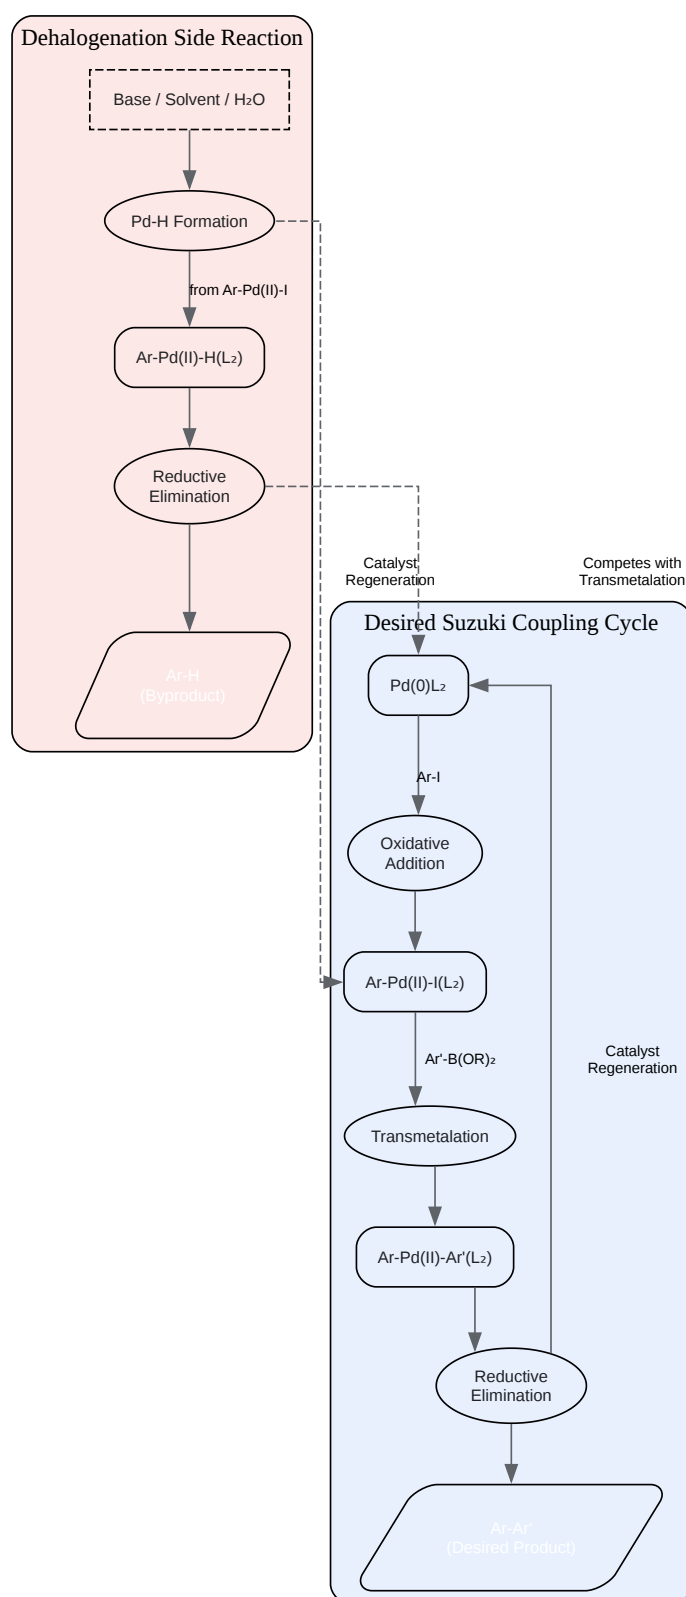 Dehalogenation Side Reaction
Base / Solvent / H₂O
Pd-H Formation
from Ar-Pd(II)-I
Ar-Pd(II)-H(L₂)
Reductive
Elimination
Ar-H
(Byproduct)
Catalyst
Regeneration
Competes with
Transmetalation
Desired Suzuki Coupling Cycle
Pd(0)L₂
Ar-I
Oxidative
Addition
Ar-Pd(II)-I(L₂)
Ar'-B(OR)₂
Catalyst
Regeneration
Transmetalation
Ar-Pd(II)-Ar'(L₂)
Reductive
Elimination
Ar-Ar'
(Desired Product)